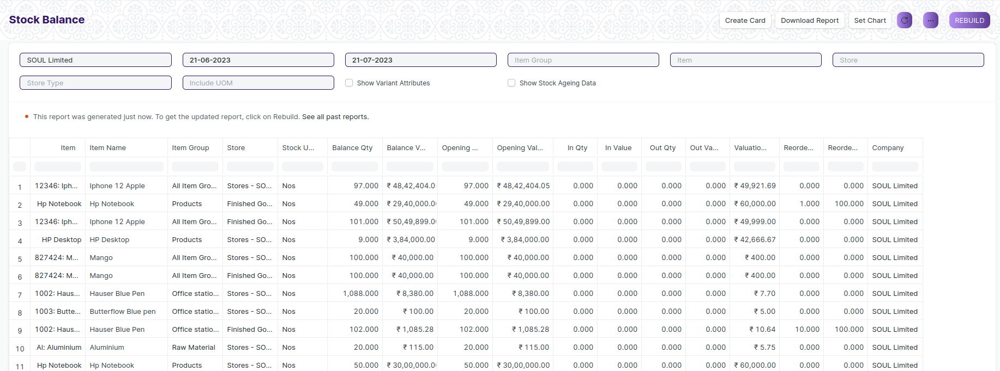 Stock Balance
Create Card Download Report Set Chart ... REBUILD
SOUL Limited 21-06-2023 21-07-2023 Item Group Item Store
Store Type Include UOM Show Variant Attributes Show Stock Ageing Data
This report was generated just now. To get the updated report, click on Rebuild. See all past reports.
Item Item Name Item Group Store Stock U... Balance Qty Balance V... Opening ... Opening Val... In Qty In Value Out Qty Out Va... Valuatio... Reorde... Reorde... Company
1 12346: Iph... Iphone 12 Apple All Item Gro... Stores - SO... Nos 97.000 ₹ 48,42,404.0 97.000 ₹ 48,42,404.05 0.000 0.000 0.000 0.000 ₹ 49,921.69 0.000 0.000 SOUL Limited
2 Hp Notebook Hp Notebook Products Finished Go... Nos 49.000 ₹ 29,40,000.0 49.000 ₹ 29,40,000.00 0.000 0.000 0.000 0.000 ₹ 60,000.00 1.000 100.000 SOUL Limited
3 12346: Iph... Iphone 12 Apple All Item Gro... Finished Go... Nos 101.000 ₹ 50,49,899.0 101.000 ₹ 50,49,899.00 0.000 0.000 0.000 0.000 ₹ 49,999.00 0.000 0.000 SOUL Limited
4 HP Desktop HP Desktop Products Stores - SO... Nos 9.000 ₹ 3,84,000.00 9.000 ₹ 3,84,000.00 0.000 0.000 0.000 0.000 ₹ 42,666.67 0.000 0.000 SOUL Limited
5 827424: M... Mango All Item Gro... Stores - SO... Nos 100.000 ₹ 40,000.00 100.000 ₹ 40,000.00 0.000 0.000 0.000 0.000 ₹ 400.00 0.000 0.000 SOUL Limited
6 827424: M... Mango All Item Gro... Finished Go... Nos 100.000 ₹ 40,000.00 100.000 ₹ 40,000.00 0.000 0.000 0.000 0.000 ₹ 400.00 0.000 0.000 SOUL Limited
7 1002: Haus... Hauser Blue Pen Office statio... Stores - SO... Nos 1,088.000 ₹ 8,380.00 1,088.000 ₹ 8,380.00 0.000 0.000 0.000 0.000 ₹ 7.70 0.000 0.000 SOUL Limited
8 1003: Butte... Butterflow Blue pen Office statio... Stores - SO... Nos 20.000 ₹ 100.00 20.000 ₹ 100.00 0.000 0.000 0.000 0.000 ₹ 5.00 0.000 0.000 SOUL Limited
9 1002: Haus... Hauser Blue Pen Office statio... Finished Go... Nos 102.000 ₹ 1,085.28 102.000 ₹ 1,085.28 0.000 0.000 0.000 0.000 ₹ 10.64 10.000 100.000 SOUL Limited
10 Al: Aluminium Aluminium Raw Material Stores - SO... Nos 20.000 ₹ 115.00 20.000 ₹ 115.00 0.000 0.000 0.000 0.000 ₹ 5.75 0.000 0.000 SOUL Limited
11 Hp Notebook Hp Notebook Products Stores - SO... Nos 50.000 ₹ 30,00,000.0 50.000 ₹ 30,00,000.00 0.000 0.000 0.000 0.000 ₹ 60,000.00 0.000 0.000 SOUL Limited